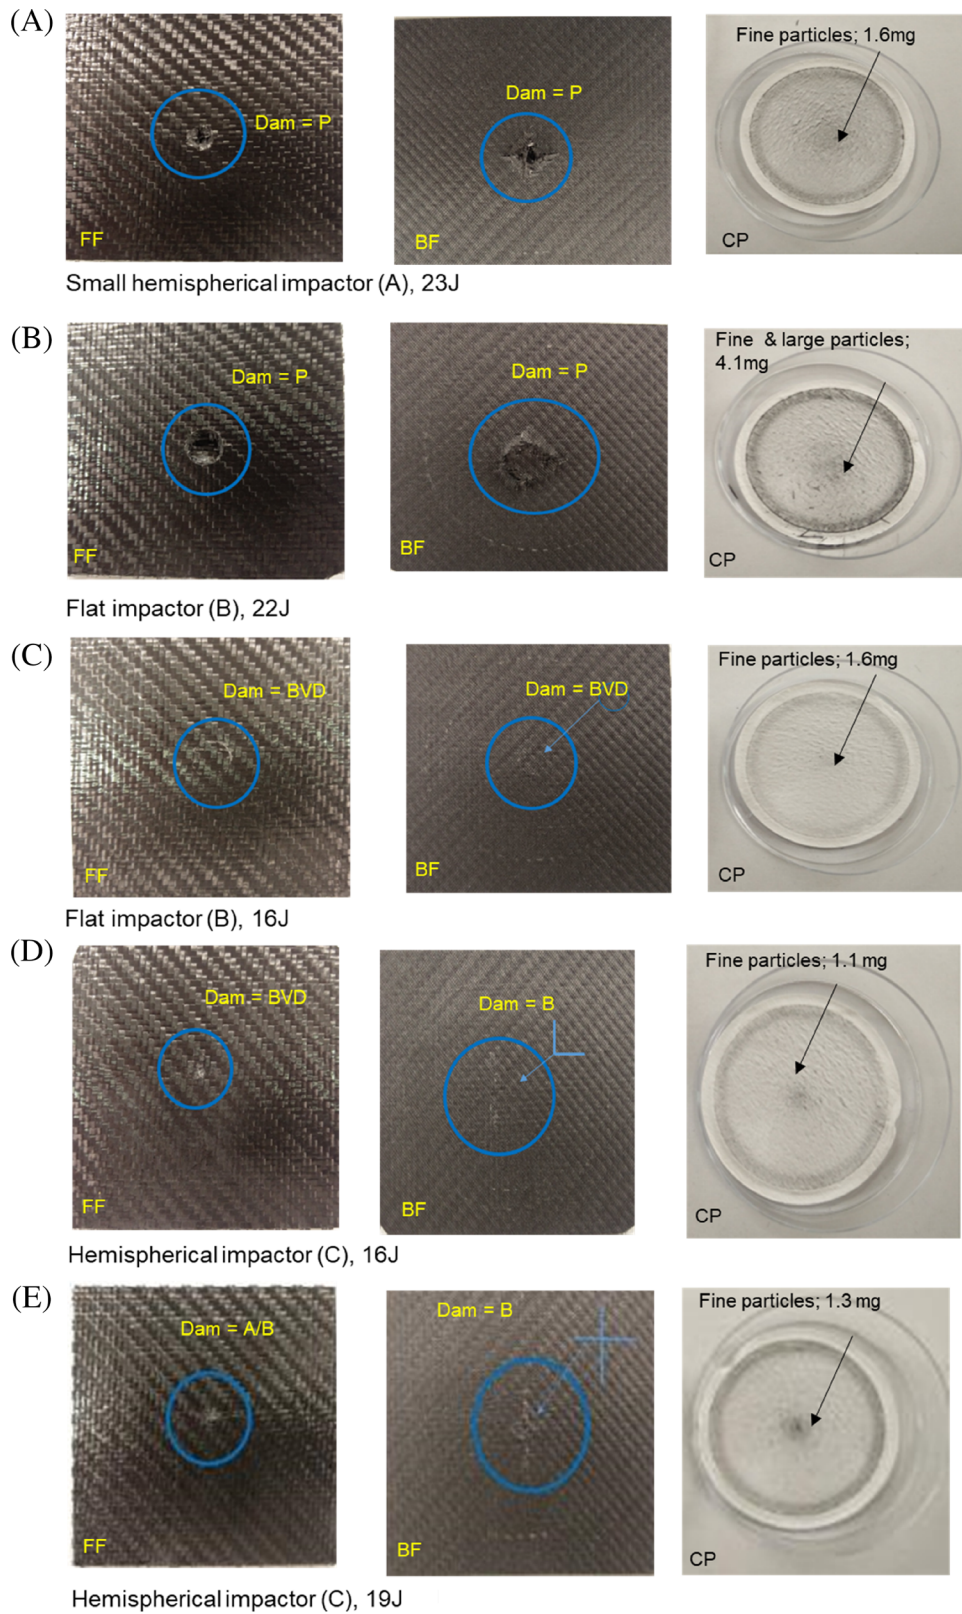 (A)
Fine particles; 1.6mg
Dam = P
Dam = P
FF
BF
CP
Small hemispherical impactor (A), 23J
(B)
Fine & large particles;
4.1mg
Dam = P
Dam = P
FF
BF
CP
Flat impactor (B), 22J
(C)
Fine particles; 1.6mg
Dam = BVD
Dam = BVD
FF
BF
CP
Flat impactor (B), 16J
(D)
Fine particles; 1.1 mg
Dam = BVD
Dam = B
FF
BF
CP
Hemispherical impactor (C), 16J
(E)
Fine particles; 1.3 mg
Dam = A/B
Dam = B
FF
BF
CP
Hemispherical impactor (C), 19J